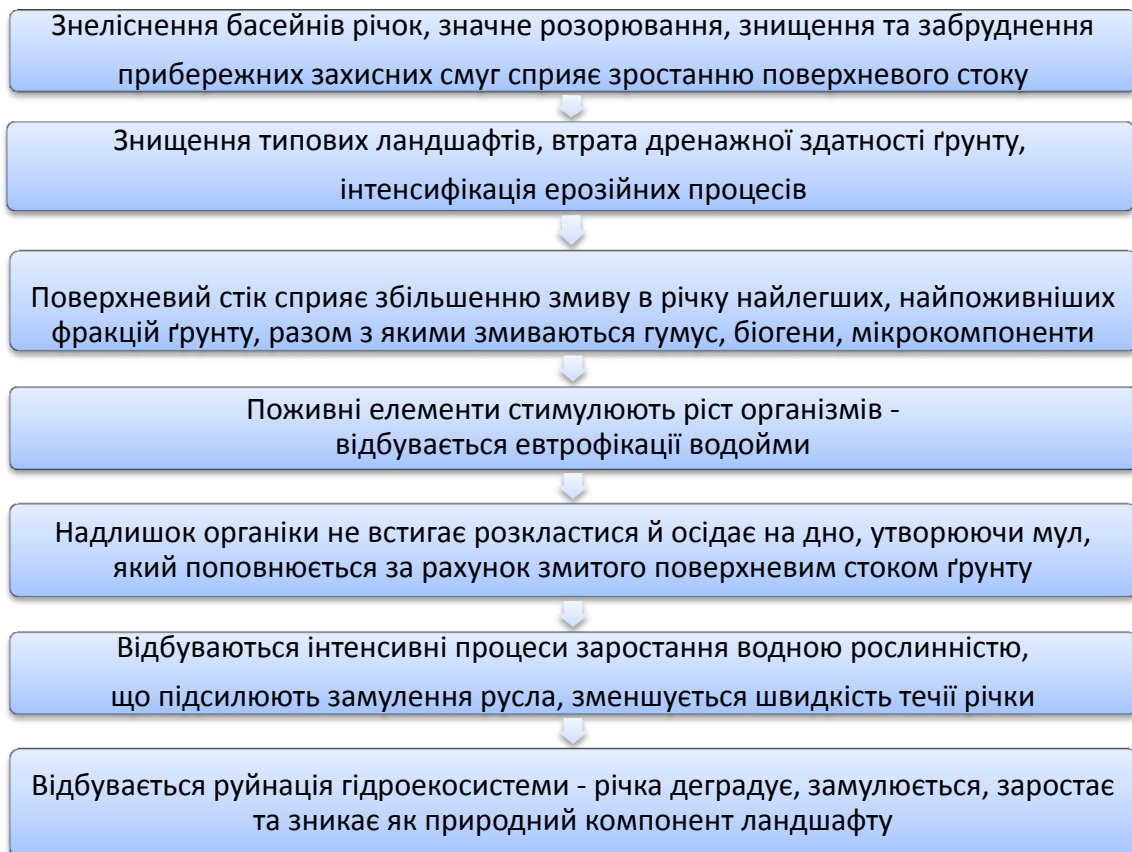 Знеліснення басейнів річок, значне розорювання, знищення та забруднення
прибережних захисних смуг сприяє зростанню поверхневого стоку
Знищення типових ландшафтів, втрата дренажної здатності ґрунту,
інтенсифікація ерозійних процесів
Поверхневий стік сприяє збільшенню змиву в річку найлегших, найпоживніших
фракцій ґрунту, разом з якими змиваються гумус, біогени, мікрокомпоненти
Поживні елементи стимулюють ріст організмів -
відбувається евтрофікації водойми
Надлишок органіки не встигає розкластися й осідає на дно, утворюючи мул,
який поповнюється за рахунок змитого поверхневим стоком ґрунту
Відбуваються інтенсивні процеси заростання водною рослинністю,
що підсилюють замулення русла, зменшується швидкість течії річки
Відбувається руйнація гідроекосистеми - річка деградує, замулюється, заростає
та зникає як природний компонент ландшафту